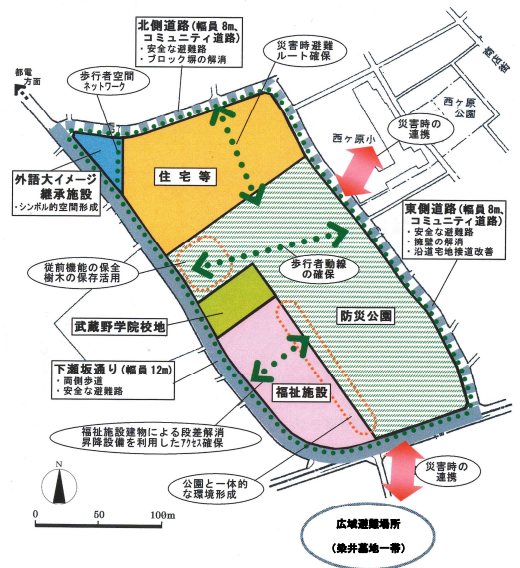 北側道路(幅員8m、
コミュニティ道路)
・安全な避難路
・ブロック塀の解消
災害時避難
ルート確保
商店街
都電
方面
歩行者空間
ネットワーク
西ヶ原
公園
西ヶ原小
災害時の
連携
住宅等
外語大イメージ
継承施設
・シンボル的空間形成
東側道路(幅員8m、
コミュニティ道路)
・安全な避難路
・擁壁の解消
・沿道宅地接道改善
従前機能の保全
樹木の保存活用
歩行者動線
の確保
防災公園
武蔵野学院校地
下瀬坂通り(幅員12m)
・両側歩道
・安全な避難路
福祉施設
福祉施設建物による段差解消
昇降設備を利用したアクセス確保
公園と一体的
な環境形成
災害時の
連携
N
0 50 100m
広域避難場所
(染井墓地一帯)